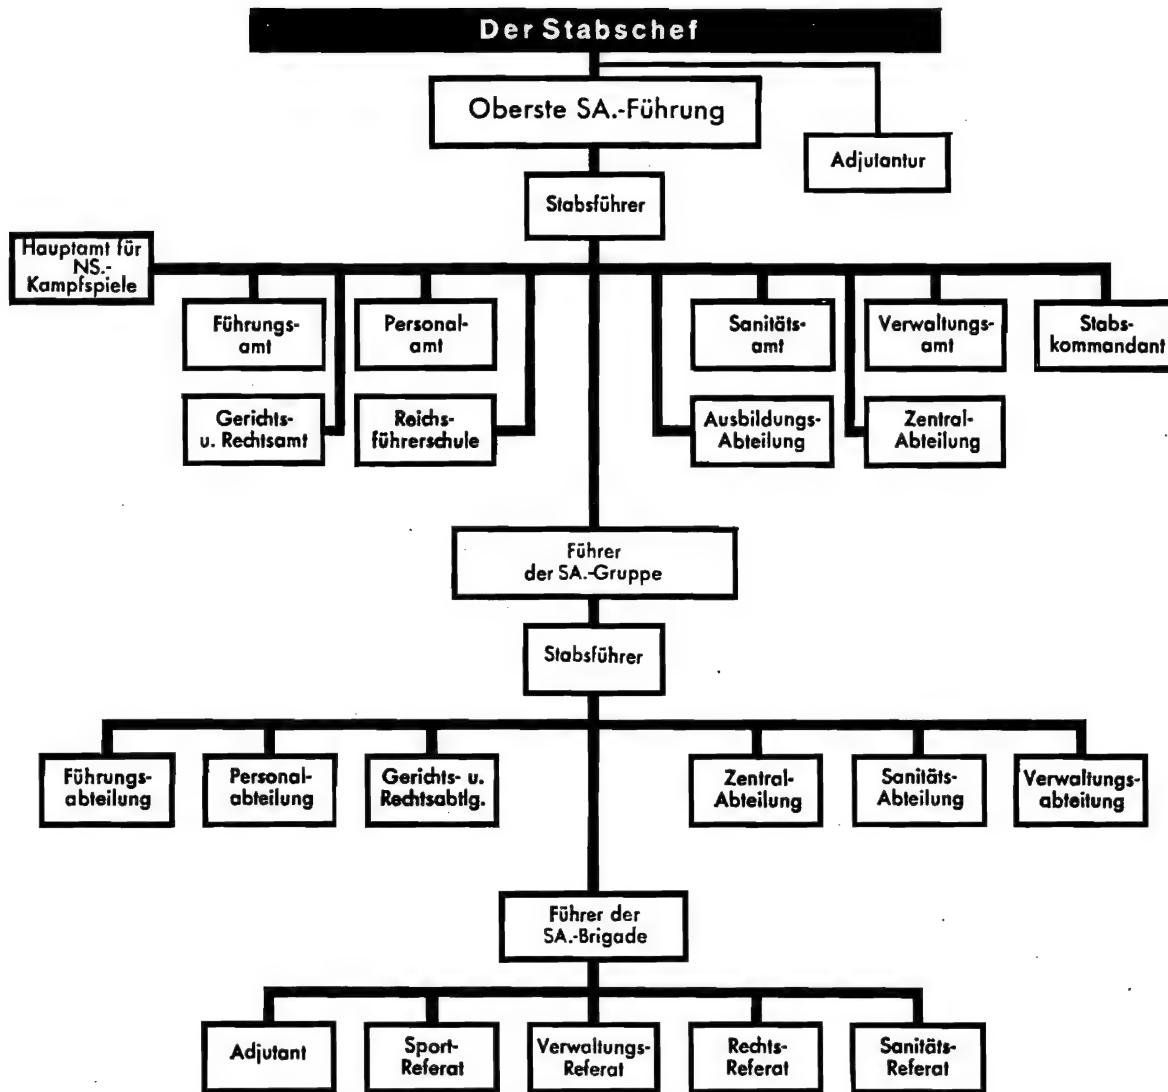 Der Stabschef
Oberste SA.-Führung
Adjutantur
Stabsführer
Hauptamt für
NS.-
Kampfspiele
Führungs-
amt
Personal-
amt
Sanitäts-
amt
Verwaltungs-
amt
Stabs-
kommandant
Gerichts-
u. Rechtsamt
Reichs-
führerschule
Ausbildungs-
Abteilung
Zentral-
Abteilung
Führer
der SA.-Gruppe
Stabsführer
Führungs-
abteilung
Personal-
abteilung
Gerichts- u.
Rechtsabtlg.
Zentral-
Abteilung
Sanitäts-
Abteilung
Verwaltungs-
abteitung
Führer der
SA.-Brigade
Adjutant
Sport-
Referat
Verwaltungs-
Referat
Rechts-
Referat
Sanitäts-
Referat